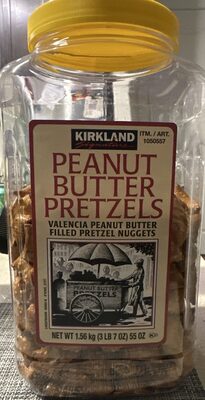 KIRKLAND
Signature
ITM. / ART.
1050557
PEANUT
BUTTER
PRETZELS
VALENCIA PEANUT BUTTER
FILLED PRETZEL NUGGETS
PEANUT BUTTER
PRETZELS
NET WT 1.56 kg (3 LB 7 OZ) 55 OZ